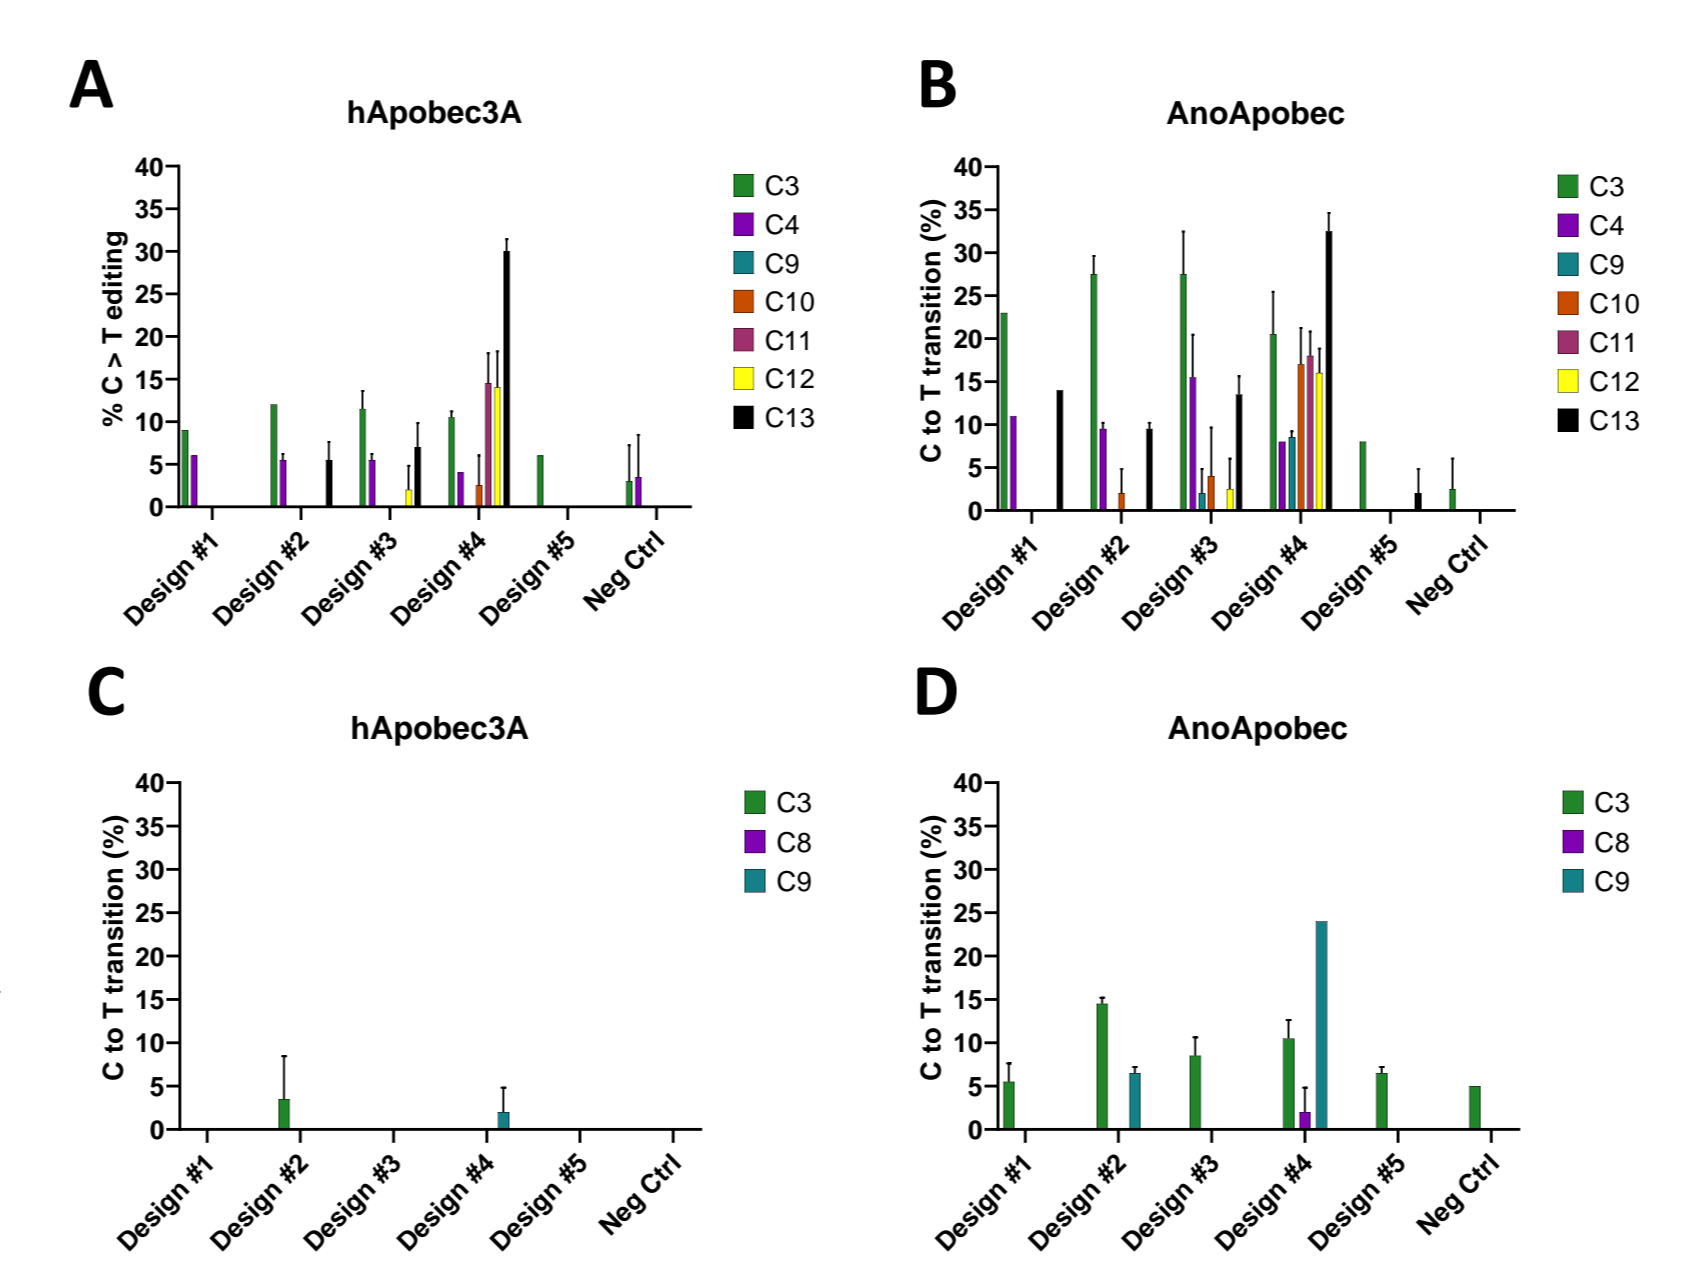 A
hApobec3A
% C > T editing
40
35
30
25
20
15
10
5
0
Design #1
Design #2
Design #3
Design #4
Design #5
Neg Ctrl
C3
C4
C9
C10
C11
C12
C13
B
AnoApobec
C to T transition (%)
40
35
30
25
20
15
10
5
0
Design #1
Design #2
Design #3
Design #4
Design #5
Neg Ctrl
C3
C4
C9
C10
C11
C12
C13
C
hApobec3A
C to T transition (%)
40
35
30
25
20
15
10
5
0
Design #1
Design #2
Design #3
Design #4
Design #5
Neg Ctrl
C3
C8
C9
D
AnoApobec
C to T transition (%)
40
35
30
25
20
15
10
5
0
Design #1
Design #2
Design #3
Design #4
Design #5
Neg Ctrl
C3
C8
C9